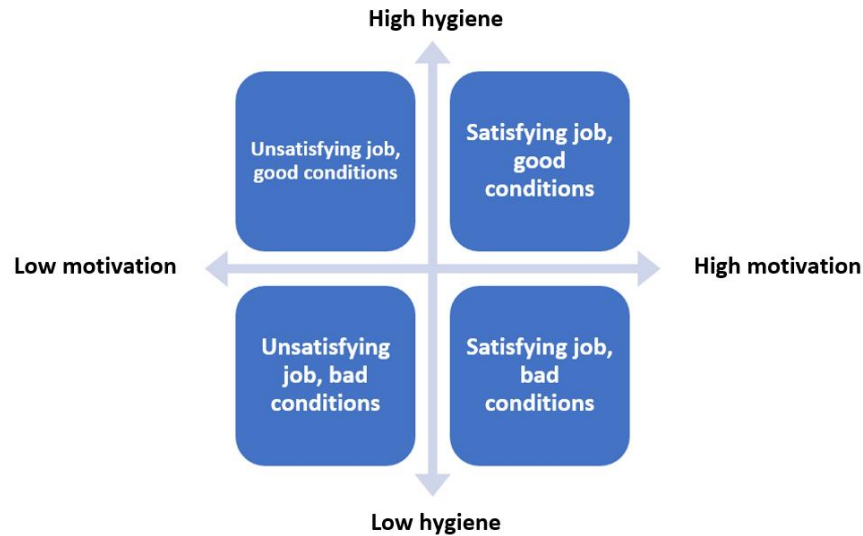 High hygiene
Unsatisfying job,
good conditions
Satisfying job,
good
conditions
Low motivation
High motivation
Unsatisfying
job, bad
conditions
Satisfying job,
bad
conditions
Low hygiene